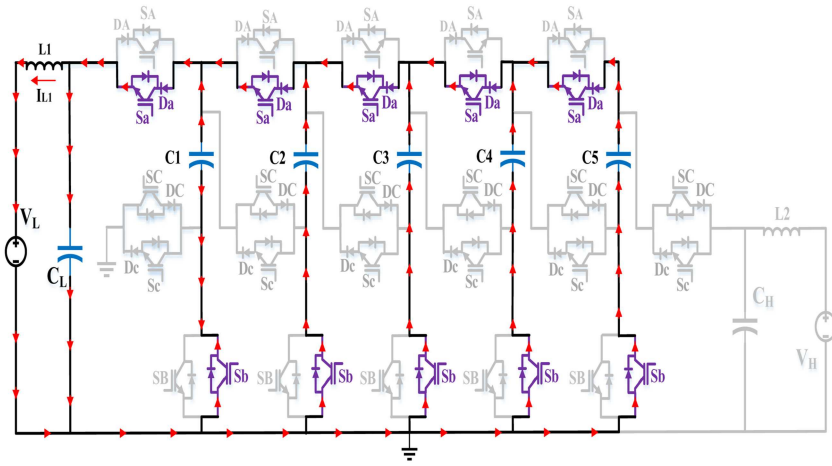 SA SA SA SA SA
DA DA DA DA DA
L1
IL1
Da Da Da Da Da
Sa Sa Sa Sa Sa
C1 C2 C3 C4 C5
SC SC SC SC SC SC
DC DC DC DC DC DC
L2
VL
CL
Dc Dc Dc Dc Dc Dc
Sc Sc Sc Sc Sc Sc
CH
VH
SB Sb SB Sb SB Sb SB Sb SB Sb